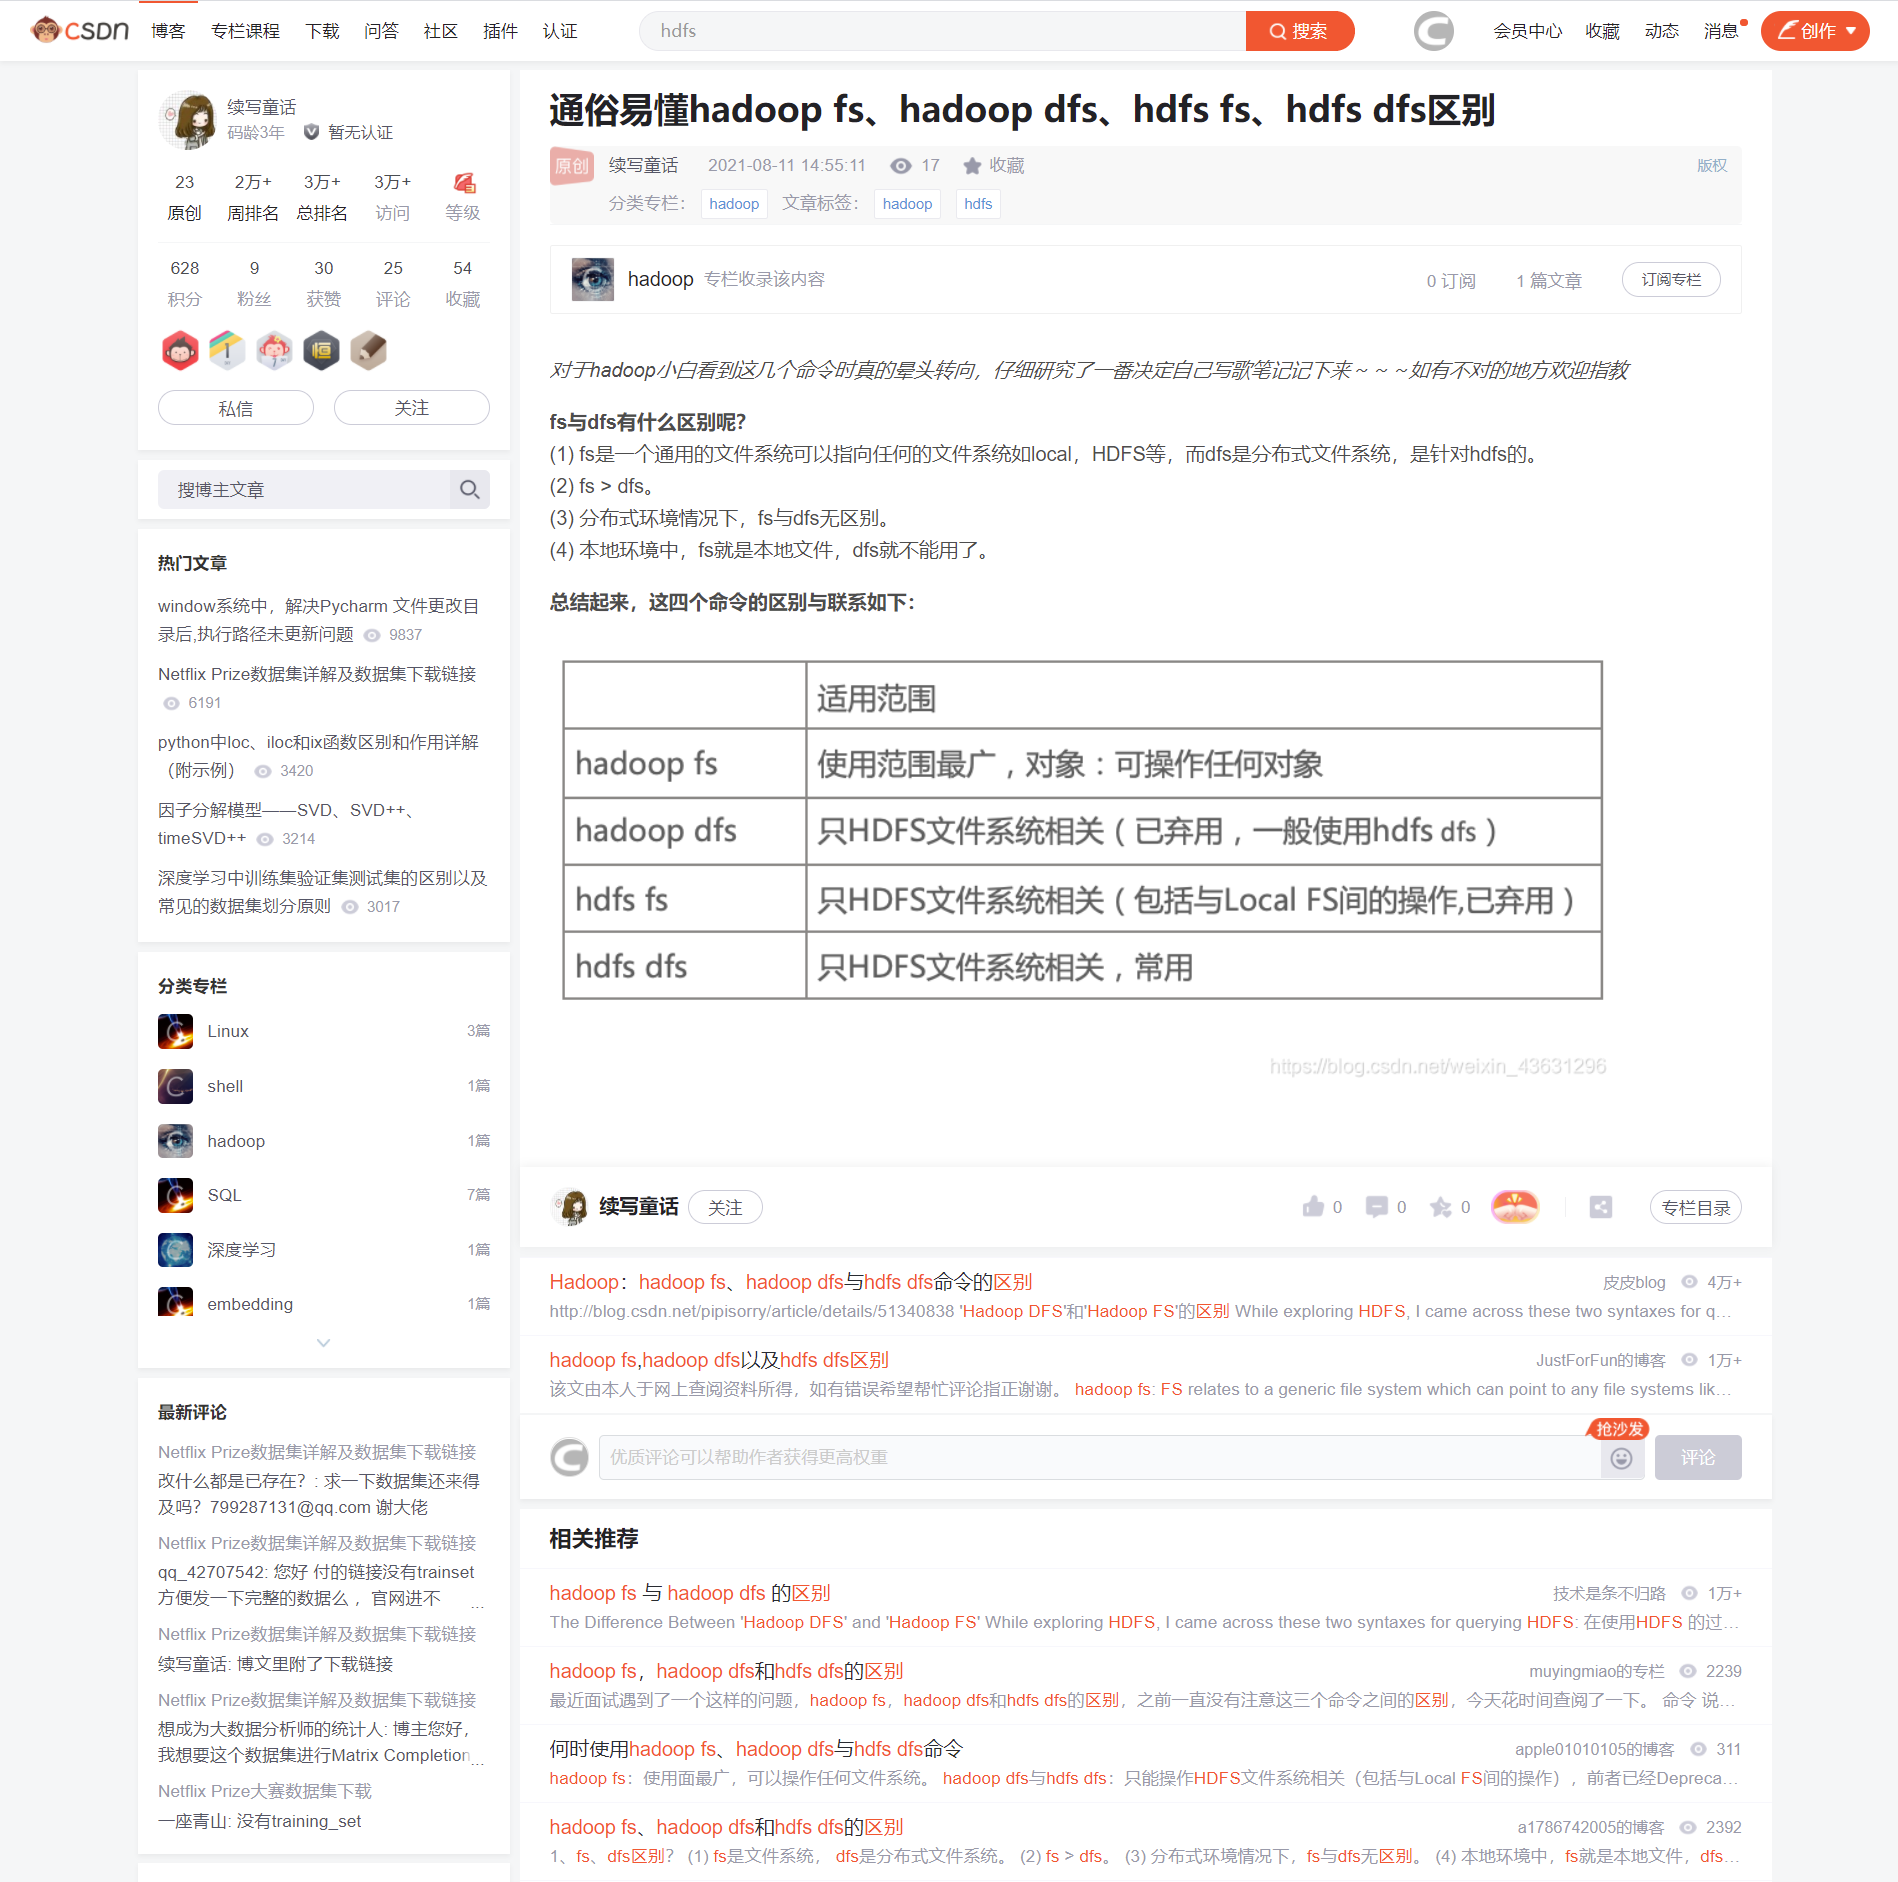 CSDN 博客 专栏课程 下载 问答 社区 插件 认证 hdfs 搜索 会员中心 收藏 动态 消息 创作
续写童话
码龄3年 暂无认证
23 2万+ 3万+ 3万+
原创 周排名 总排名 访问 等级
628 9 30 25 54
积分 粉丝 获赞 评论 收藏
私信 关注
搜博主文章
热门文章
window系统中，解决Pycharm 文件更改目
录后,执行路径未更新问题 9837
Netflix Prize数据集详解及数据集下载链接
6191
python中loc、iloc和ix函数区别和作用详解
（附示例） 3420
因子分解模型——SVD、SVD++、
timeSVD++ 3214
深度学习中训练集验证集测试集的区别以及
常见的数据集划分原则 3017
分类专栏
Linux 3篇
shell 1篇
hadoop 1篇
SQL 7篇
深度学习 1篇
embedding 1篇
最新评论
Netflix Prize数据集详解及数据集下载链接
改什么都是已存在？: 求一下数据集还来得
及吗？799287131@qq.com 谢大佬
Netflix Prize数据集详解及数据集下载链接
qq_42707542: 您好 付的链接没有trainset
方便发一下完整的数据么 ，官网进不 ...
Netflix Prize数据集详解及数据集下载链接
续写童话: 博文里附了下载链接
Netflix Prize数据集详解及数据集下载链接
想成为大数据分析师的统计人: 博主您好，
我想要这个数据集进行Matrix Completion ...
Netflix Prize大赛数据集下载
一座青山: 没有training_set
通俗易懂hadoop fs、hadoop dfs、hdfs fs、hdfs dfs区别
原创 续写童话 2021-08-11 14:55:11 17 收藏 版权
分类专栏： hadoop 文章标签： hadoop hdfs
hadoop 专栏收录该内容 0 订阅 1 篇文章 订阅专栏
对于hadoop小白看到这几个命令时真的晕头转向，仔细研究了一番决定自己写歌笔记记下来～～～如有不对的地方欢迎指教
fs与dfs有什么区别呢？
(1) fs是一个通用的文件系统可以指向任何的文件系统如local，HDFS等，而dfs是分布式文件系统，是针对hdfs的。
(2) fs > dfs。
(3) 分布式环境情况下，fs与dfs无区别。
(4) 本地环境中，fs就是本地文件，dfs就不能用了。
总结起来，这四个命令的区别与联系如下：
适用范围
hadoop fs 使用范围最广，对象：可操作任何对象
hadoop dfs 只HDFS文件系统相关（已弃用，一般使用hdfs dfs）
hdfs fs 只HDFS文件系统相关（包括与Local FS间的操作,已弃用）
hdfs dfs 只HDFS文件系统相关，常用
https://blog.csdn.net/weixin_43631296
续写童话 关注 0 0 0 专栏目录
Hadoop：hadoop fs、hadoop dfs与hdfs dfs命令的区别 皮皮blog 4万+
http://blog.csdn.net/pipisorry/article/details/51340838 'Hadoop DFS'和'Hadoop FS'的区别 While exploring HDFS, I came across these two syntaxes for q...
hadoop fs,hadoop dfs以及hdfs dfs区别 JustForFun的博客 1万+
该文由本人于网上查阅资料所得，如有错误希望帮忙评论指正谢谢。 hadoop fs: FS relates to a generic file system which can point to any file systems lik...
抢沙发
优质评论可以帮助作者获得更高权重 评论
相关推荐
hadoop fs 与 hadoop dfs 的区别 技术是条不归路 1万+
The Difference Between 'Hadoop DFS' and 'Hadoop FS' While exploring HDFS, I came across these two syntaxes for querying HDFS: 在使用HDFS 的过...
hadoop fs，hadoop dfs和hdfs dfs的区别 muyingmiao的专栏 2239
最近面试遇到了一个这样的问题，hadoop fs，hadoop dfs和hdfs dfs的区别，之前一直没有注意这三个命令之间的区别，今天花时间查阅了一下。 命令 说...
何时使用hadoop fs、hadoop dfs与hdfs dfs命令 apple01010105的博客 311
hadoop fs：使用面最广，可以操作任何文件系统。 hadoop dfs与hdfs dfs：只能操作HDFS文件系统相关（包括与Local FS间的操作），前者已经Depreca...
hadoop fs、hadoop dfs和hdfs dfs的区别 a1786742005的博客 2392
1、fs、dfs区别？ (1) fs是文件系统， dfs是分布式文件系统。 (2) fs > dfs。 (3) 分布式环境情况下，fs与dfs无区别。 (4) 本地环境中，fs就是本地文件，dfs...